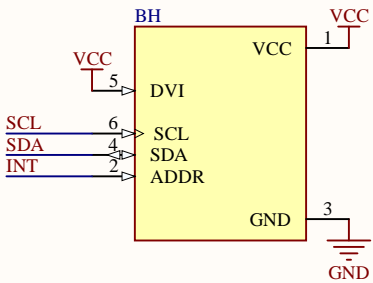 BH
VCC
VCC
1
VCC
5
DVI
SCL
6
SCL
SDA
4
SDA
INT
2
ADDR
GND
3
GND